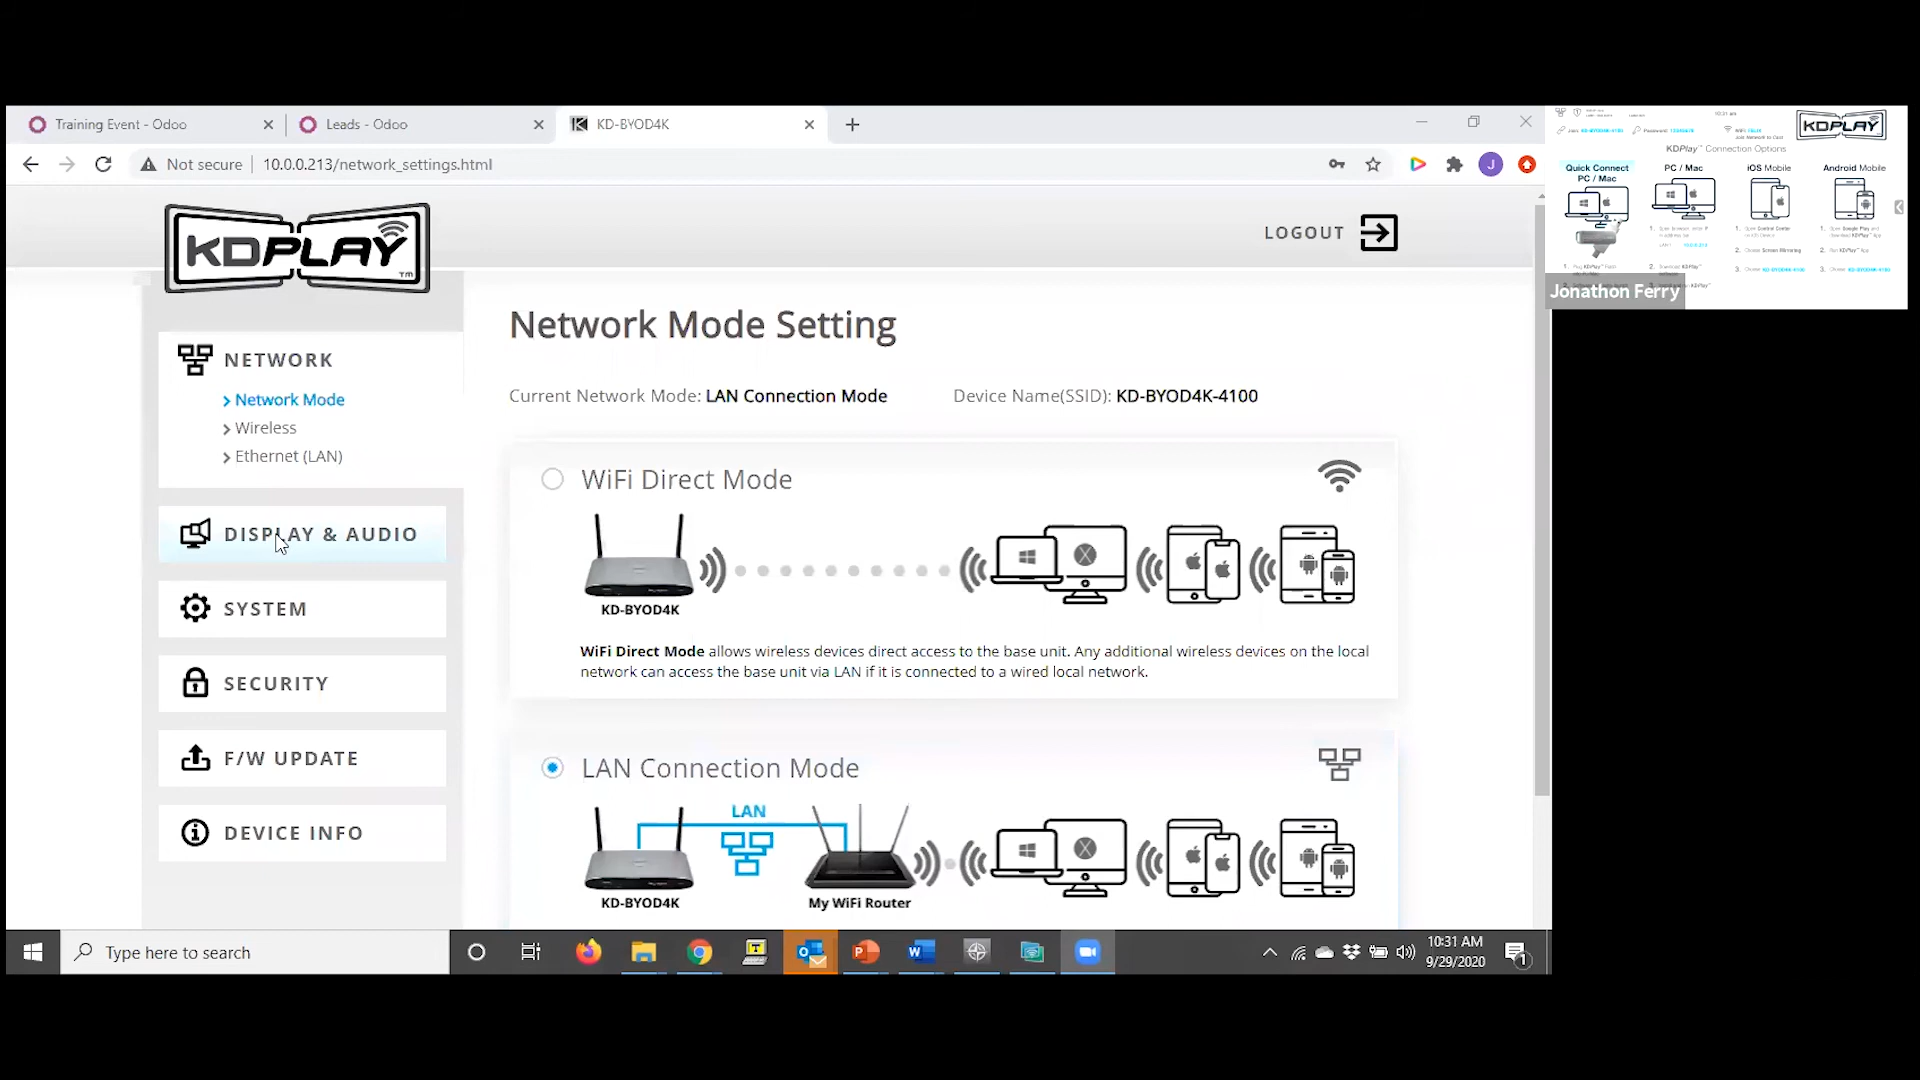 Training Event - Odoo
Leads - Odoo
KD-BYOD4K
Not secure
10.0.0.213/network_settings.html
J
KDPLAY™
LOGOUT
NETWORK
Network Mode
Wireless
Ethernet (LAN)
DISPLAY & AUDIO
SYSTEM
SECURITY
F/W UPDATE
DEVICE INFO
Network Mode Setting
Current Network Mode: LAN Connection Mode
Device Name(SSID): KD-BYOD4K-4100
WiFi Direct Mode
KD-BYOD4K
WiFi Direct Mode allows wireless devices direct access to the base unit. Any additional wireless devices on the local
network can access the base unit via LAN if it is connected to a wired local network.
LAN Connection Mode
LAN
KD-BYOD4K
My WiFi Router
KDPLAY
KDPlay™ Connection Options
Quick Connect
PC / Mac
PC / Mac
iOS Mobile
Android Mobile
Jonathon Ferry
Type here to search
10:31 AM
9/29/2020
1